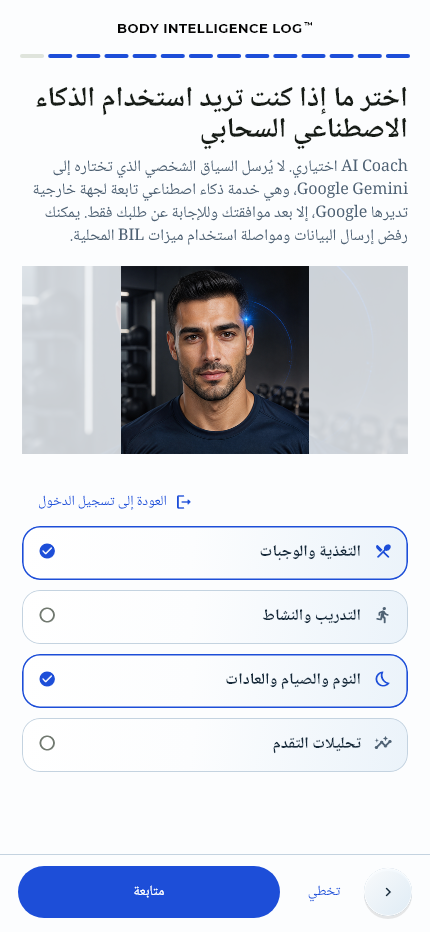 BODY INTELLIGENCE LOG™
اختر ما إذا كنت تريد استخدام الذكاء
الاصطناعي السحابي
AI Coach اختياري. لا يُرسل السياق الشخصي الذي تختاره إلى
Google Gemini، وهي خدمة ذكاء اصطناعي تابعة لجهة خارجية
تديرها Google، إلا بعد موافقتك وللإجابة عن طلبك فقط. يمكنك
رفض إرسال البيانات ومواصلة استخدام ميزات BIL المحلية.
العودة إلى تسجيل الدخول
التغذية والوجبات
التدريب والنشاط
النوم والصيام والعادات
تحليلات التقدم
تخطي
متابعة